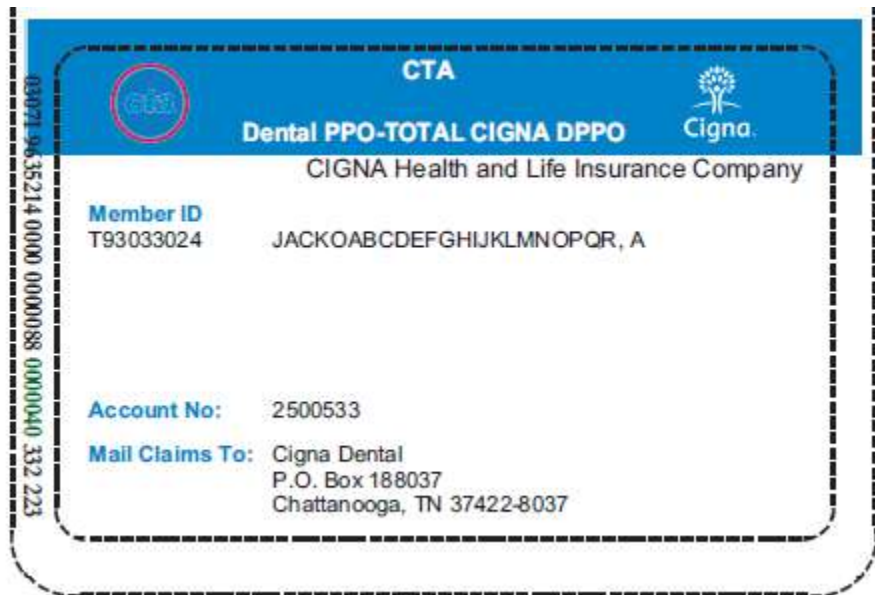 CTA
cta
Dental PPO-TOTAL CIGNA DPPO
Cigna.
CIGNA Health and Life Insurance Company
Member ID
T93033024 JACKOABCDEFGHIJKLMNOPQR, A
Account No: 2500533
Mail Claims To: Cigna Dental
P.O. Box 188037
Chattanooga, TN 37422-8037
03071 9635214 0000 0000088 0000040 332 223